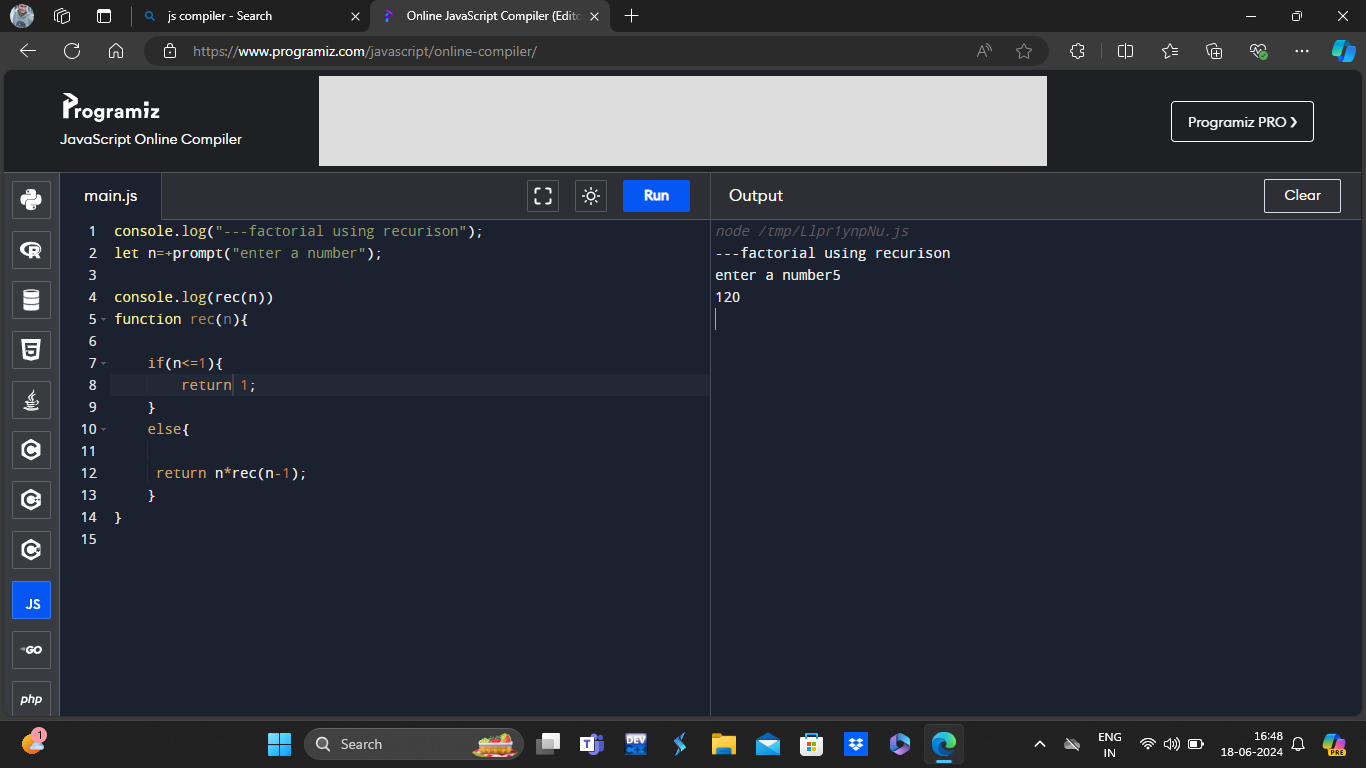 js compiler - Search
Online JavaScript Compiler (Edito
https://www.programiz.com/javascript/online-compiler/
Programiz
JavaScript Online Compiler
Programiz PRO ❯
main.js
Run
Output
Clear
1 console.log("---factorial using recurison");
2 let n=+prompt("enter a number");
3
4 console.log(rec(n))
5 function rec(n){
6
7 if(n<=1){
8 return 1;
9 }
10 else{
11
12 return n*rec(n-1);
13 }
14 }
15
node /tmp/Llpr1ynpNu.js
---factorial using recurison
enter a number5
120
JS
GO
php
1
Search
DEV
ENG
IN
16:48
18-06-2024
PRE